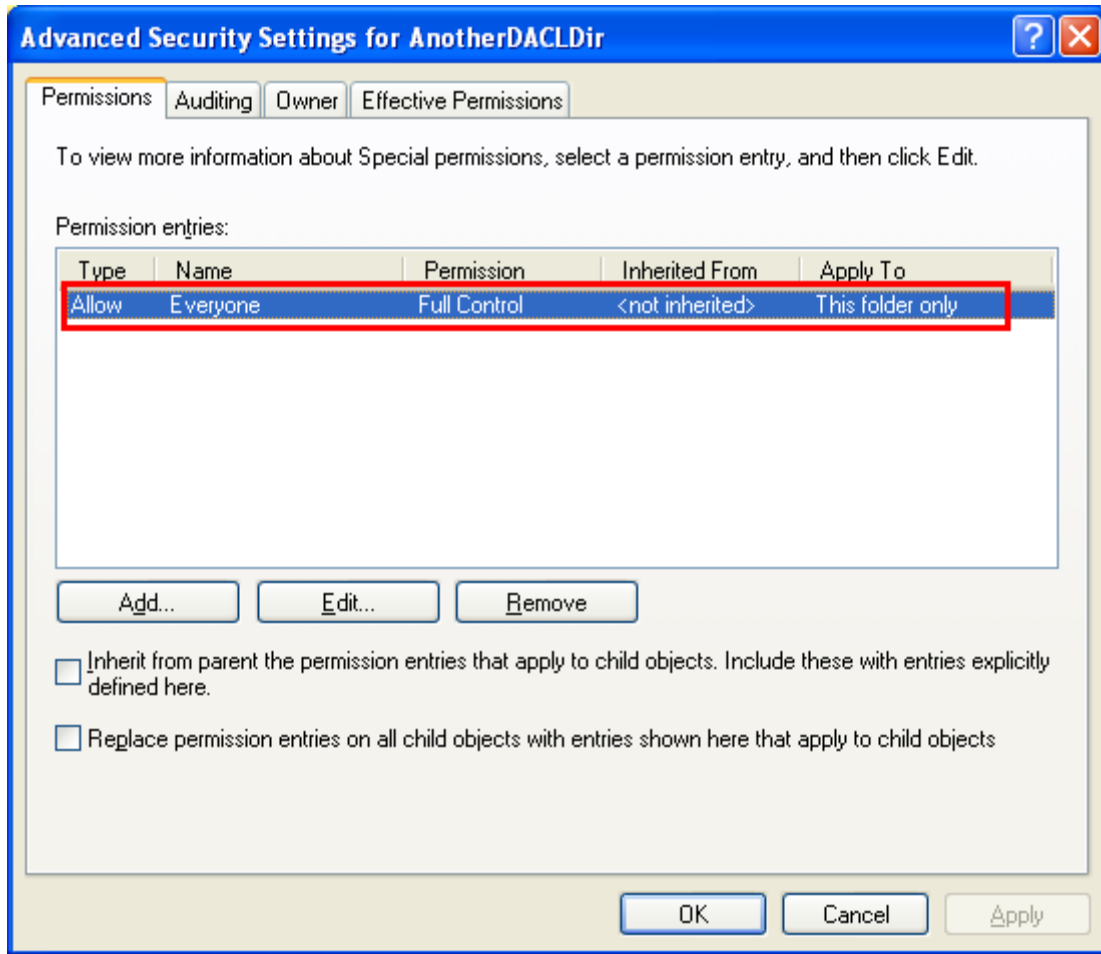 Advanced Security Settings for AnotherDACLDir
Permissions Auditing Owner Effective Permissions
To view more information about Special permissions, select a permission entry, and then click Edit.
Permission entries:
Type Name Permission Inherited From Apply To
Allow Everyone Full Control <not inherited> This folder only
Add... Edit... Remove
Inherit from parent the permission entries that apply to child objects. Include these with entries explicitly
defined here.
Replace permission entries on all child objects with entries shown here that apply to child objects
OK Cancel Apply